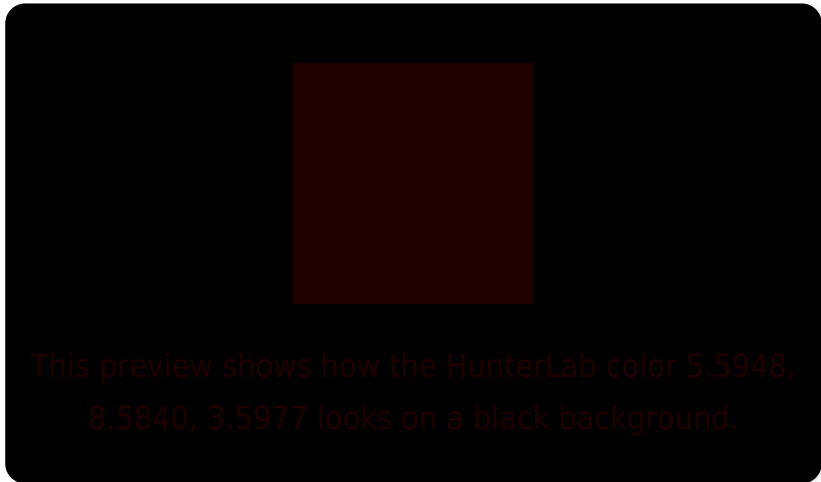 This preview shows how the HunterLab color 5.5948,
8.5840, 3.5977 looks on a black background.